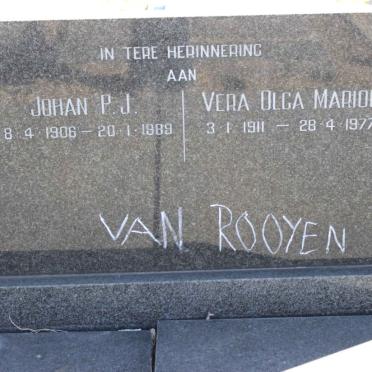 IN TERE HERINNERING
AAN
JOHAN P.J. VERA OLGA MARION
8·4·1906 – 20·1·1989 3·1·1911 – 28·4·1977
VAN ROOYEN